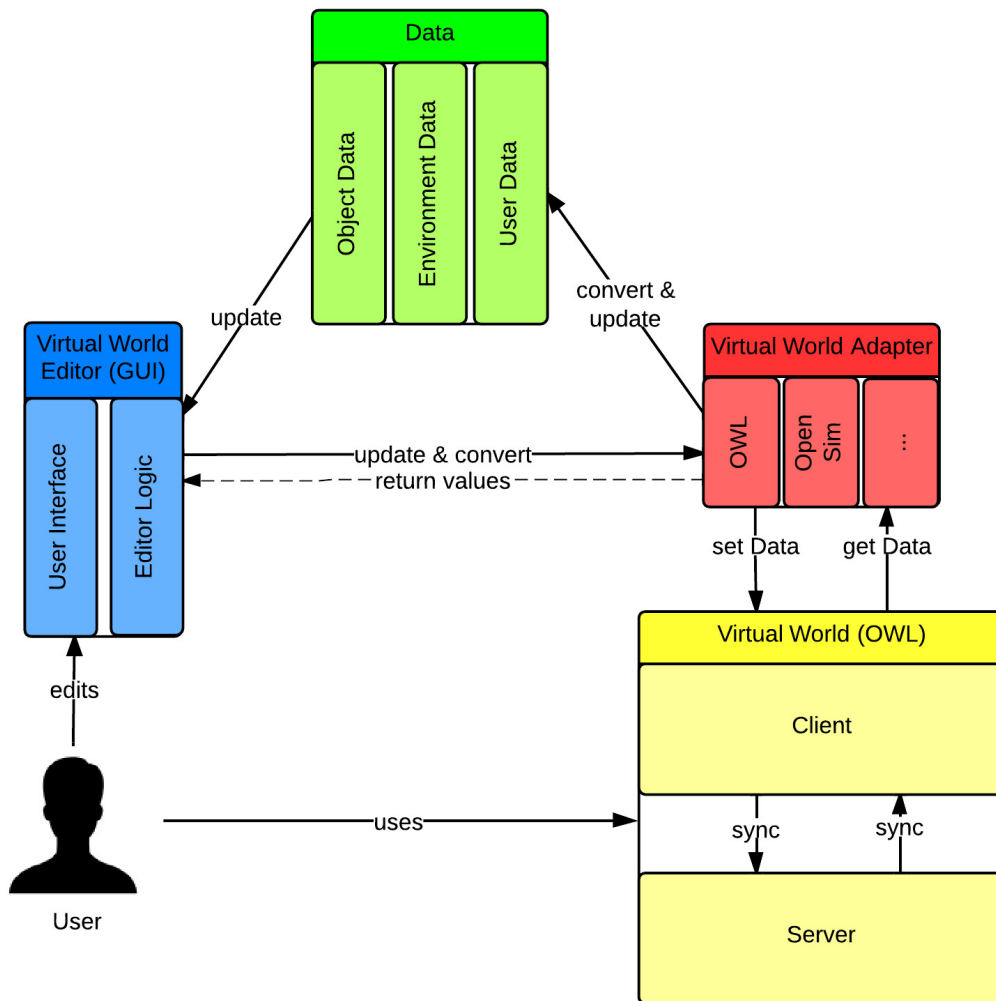 Data
Object Data
Environment Data
User Data
update
convert &
update
Virtual World
Editor (GUI)
User Interface
Editor Logic
Virtual World Adapter
OWL
Open
Sim
...
update & convert
return values
set Data
get Data
Virtual World (OWL)
Client
edits
uses
sync
sync
User
Server